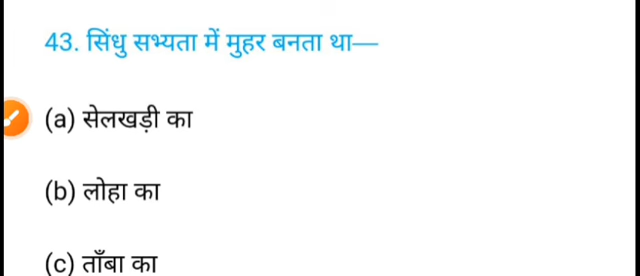 43. सिंधु सभ्यता में मुहर बनता था—
(a) सेलखड़ी का
(b) लोहा का
(c) ताँबा का